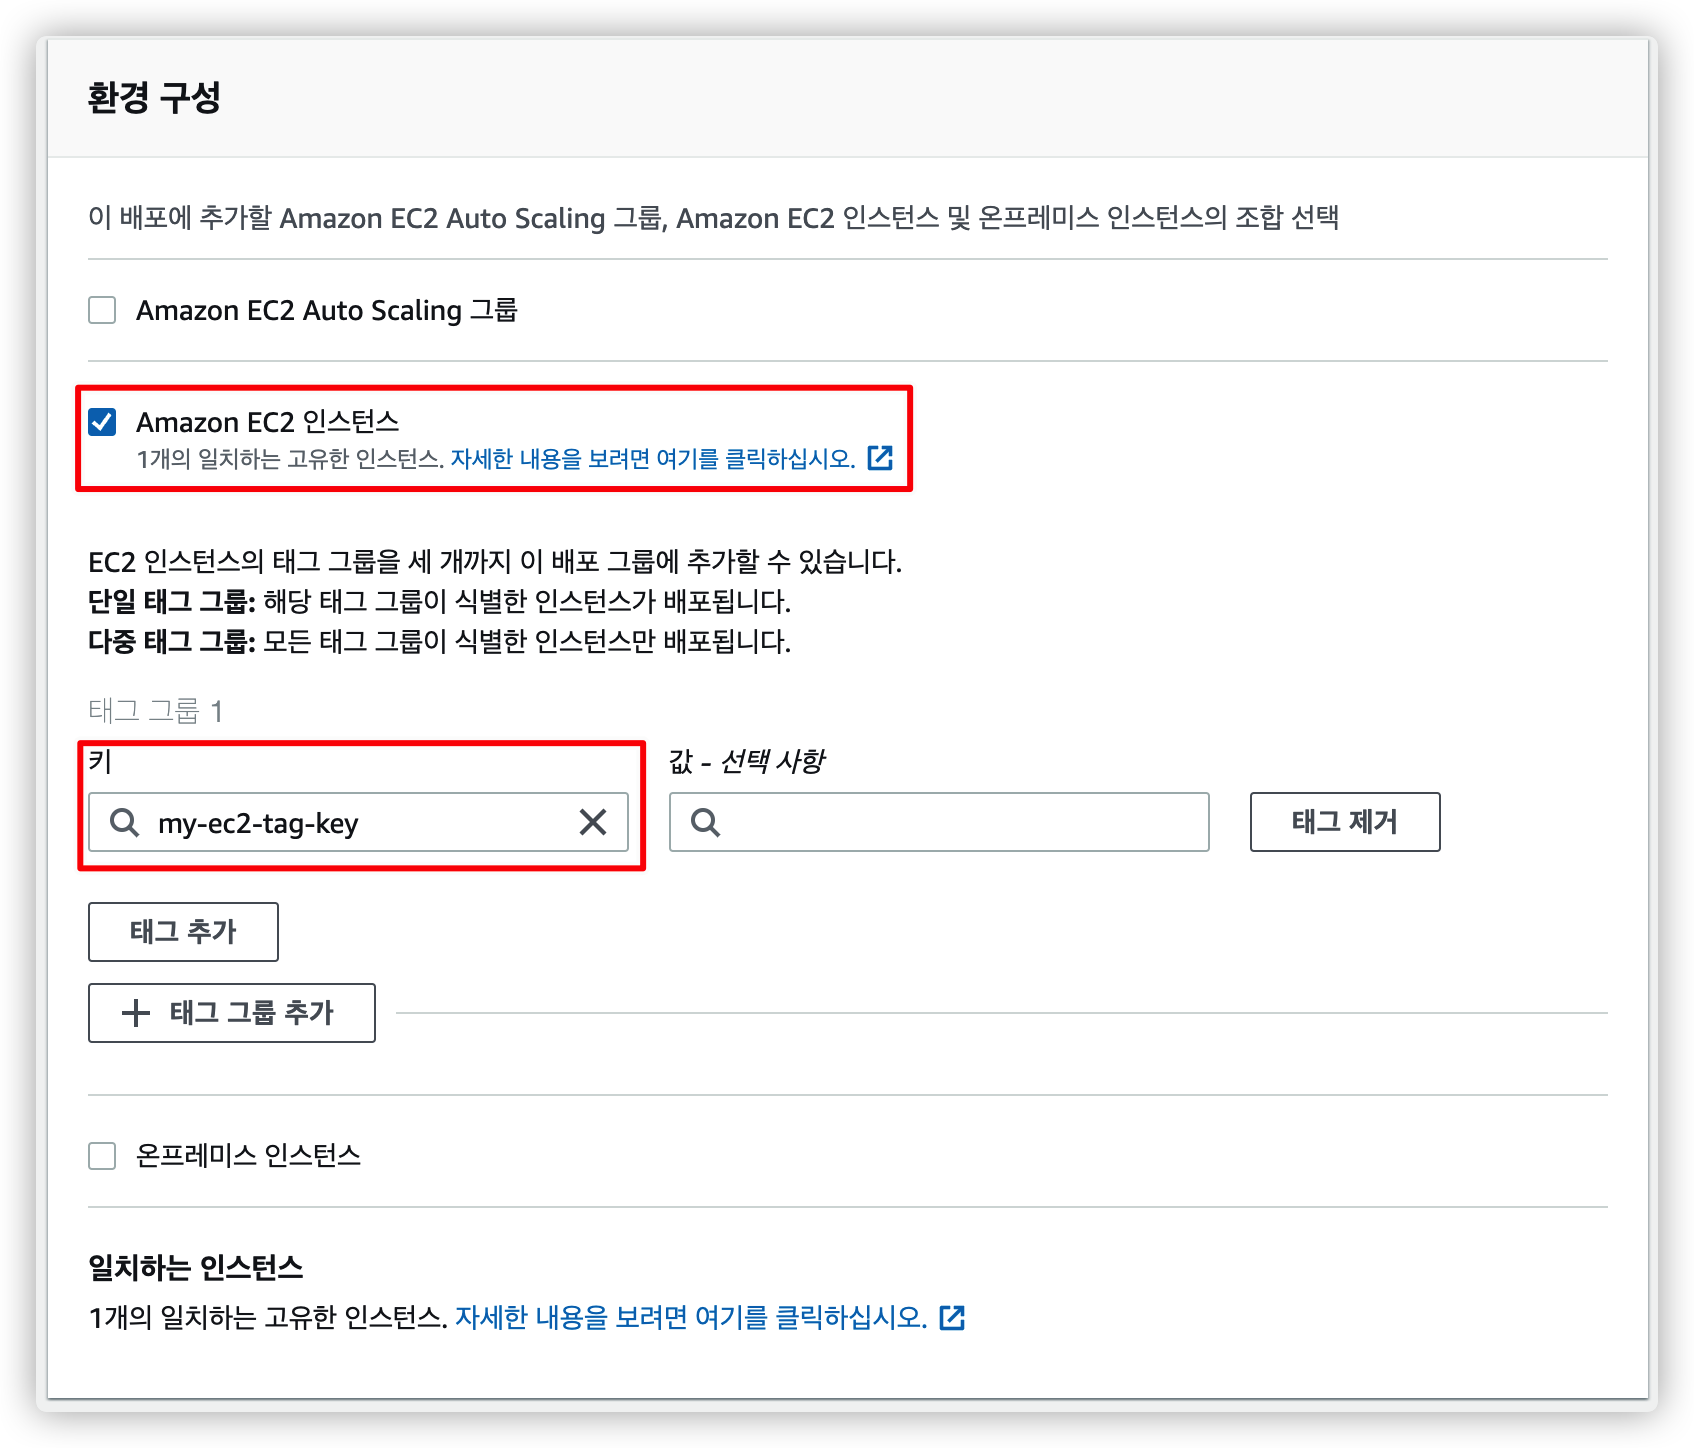 환경 구성
이 배포에 추가할 Amazon EC2 Auto Scaling 그룹, Amazon EC2 인스턴스 및 온프레미스 인스턴스의 조합 선택
Amazon EC2 Auto Scaling 그룹
Amazon EC2 인스턴스
1개의 일치하는 고유한 인스턴스. 자세한 내용을 보려면 여기를 클릭하십시오.
EC2 인스턴스의 태그 그룹을 세 개까지 이 배포 그룹에 추가할 수 있습니다.
단일 태그 그룹: 해당 태그 그룹이 식별한 인스턴스가 배포됩니다.
다중 태그 그룹: 모든 태그 그룹이 식별한 인스턴스만 배포됩니다.
태그 그룹 1
키 값 - 선택 사항
my-ec2-tag-key 태그 제거
태그 추가
태그 그룹 추가
온프레미스 인스턴스
일치하는 인스턴스
1개의 일치하는 고유한 인스턴스. 자세한 내용을 보려면 여기를 클릭하십시오.